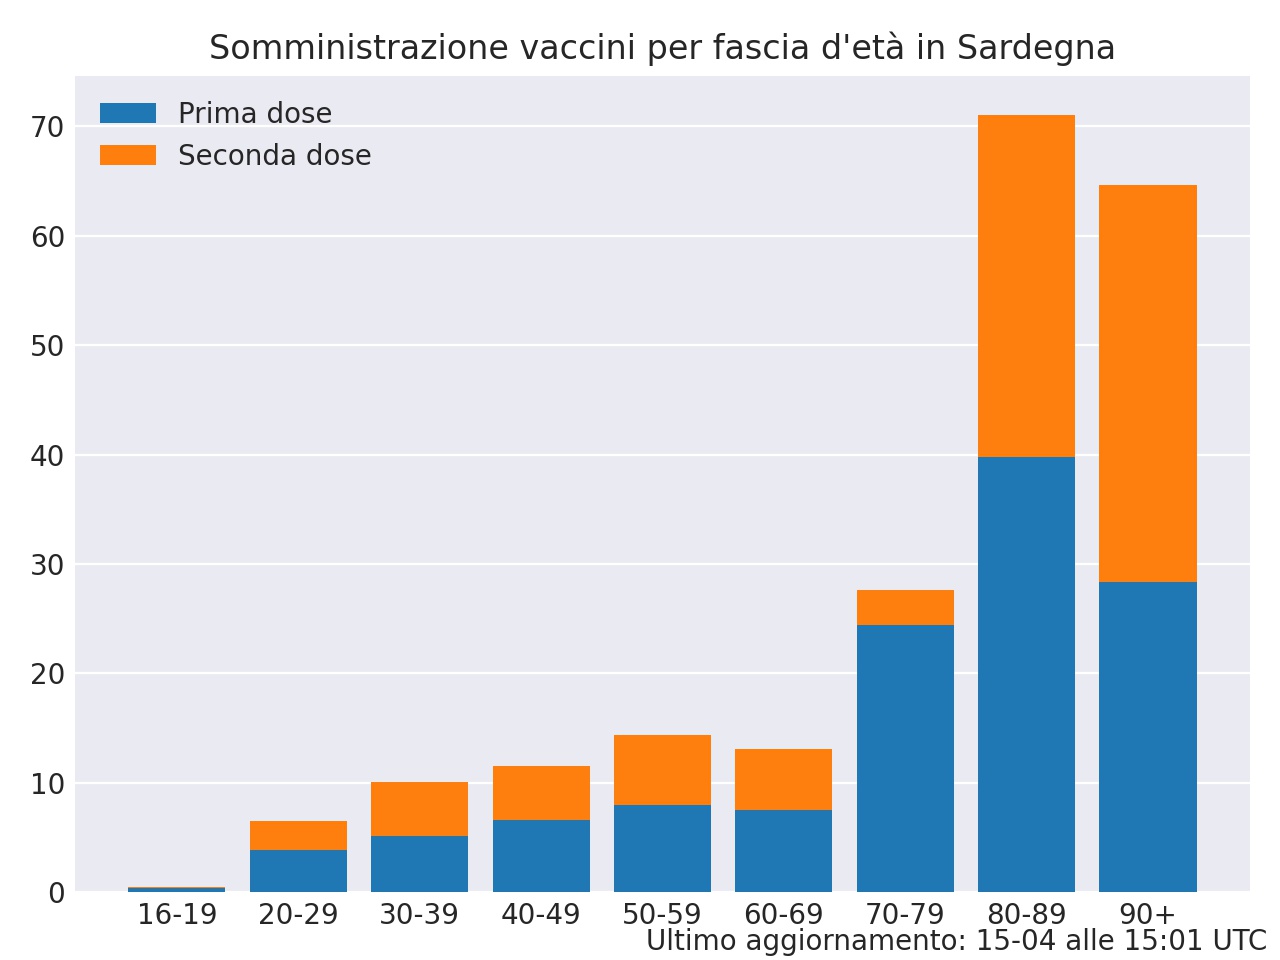 Somministrazione vaccini per fascia d'età in Sardegna
Prima dose
Seconda dose
70
60
50
40
30
20
10
0
16-19 20-29 30-39 40-49 50-59 60-69 70-79 80-89 90+
Ultimo aggiornamento: 15-04 alle 15:01 UTC